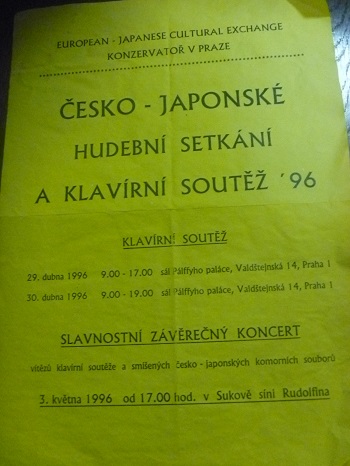 EUROPEAN - JAPANESE CULTURAL EXCHANGE
KONZERVATOŘ V PRAZE
ČESKO - JAPONSKÉ
HUDEBNÍ SETKÁNÍ
A KLAVÍRNÍ SOUTĚŽ ´96
KLAVÍRNÍ SOUTĚŽ
29. dubna 1996 9.00 - 17.00 sál Pálffyho paláce, Valdštejnská 14, Praha 1
30. dubna 1996 9.00 - 19.00 sál Pálffyho paláce, Valdštejnská 14, Praha 1
SLAVNOSTNÍ ZÁVĚREČNÝ KONCERT
vítězů klavírní soutěže a smíšených česko - japonských komorních souborů
3. května 1996 od 17.00 hod. v Sukově síni Rudolfina